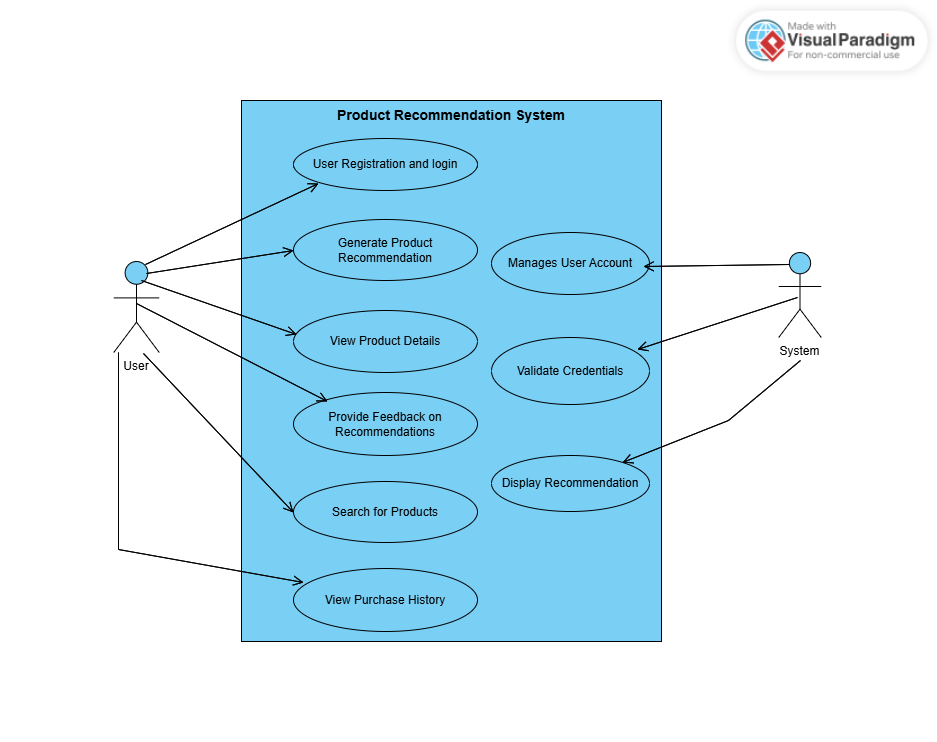 Made with
VisualParadigm
For non-commercial use
Product Recommendation System
User Registration and login
Generate Product
Recommendation
Manages User Account
View Product Details
System
User
Validate Credentials
Provide Feedback on
Recommendations
Display Recommendation
Search for Products
View Purchase History